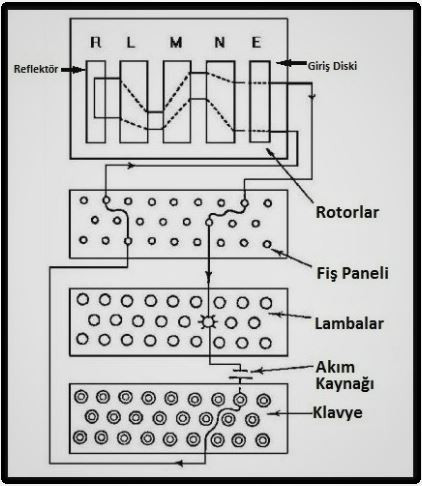 R L M N E
Reflektör
Giriş Diski
Rotorlar
Fiş Paneli
Lambalar
Akım
Kaynağı
Klavye